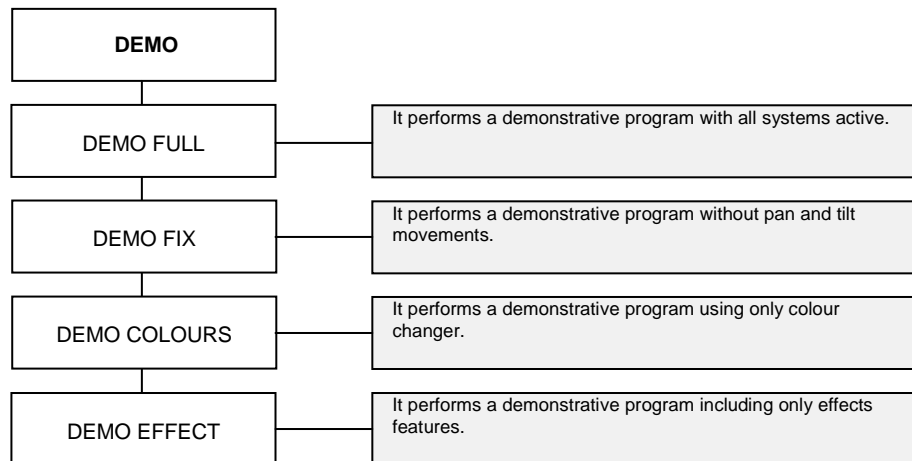 DEMO
DEMO FULL
It performs a demonstrative program with all systems active.
DEMO FIX
It performs a demonstrative program without pan and tilt
movements.
DEMO COLOURS
It performs a demonstrative program using only colour
changer.
DEMO EFFECT
It performs a demonstrative program including only effects
features.